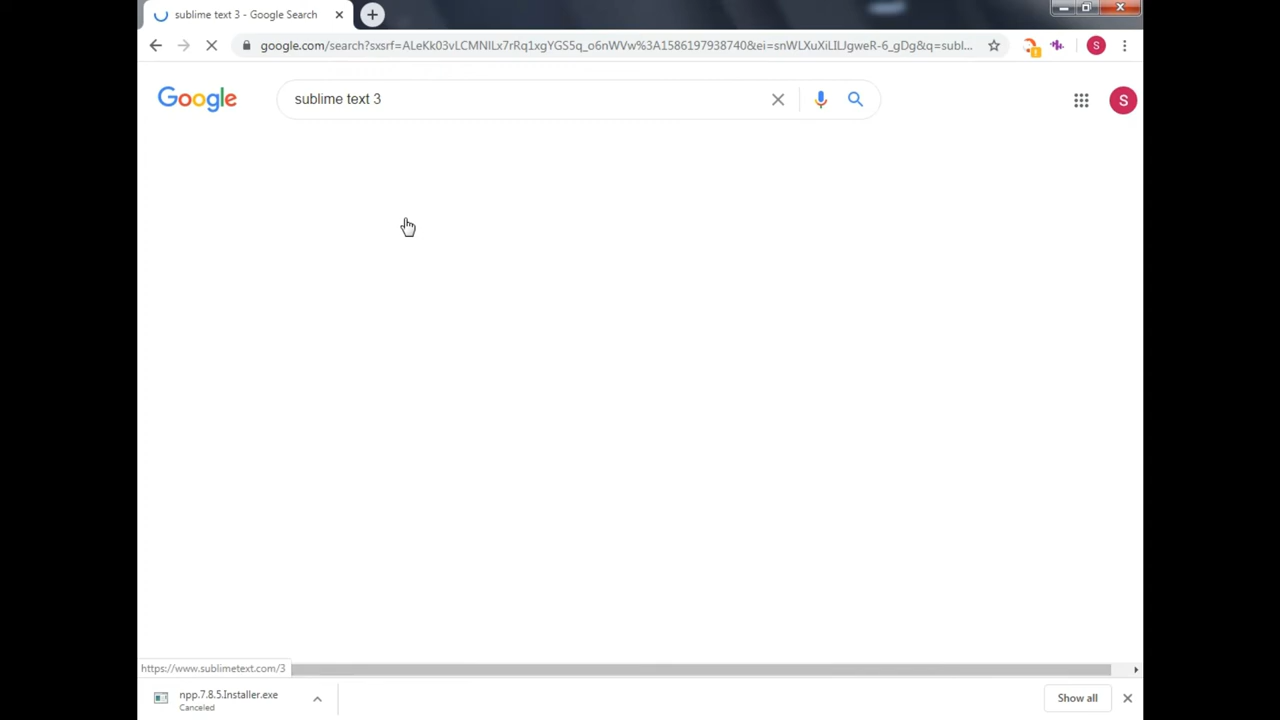 sublime text 3 - Google Search
google.com/search?sxsrf=ALeKk03vLCMNILx7rRq1xgYGS5q_o6nWVw%3A1586197938740&ei=snWLXuXiLILJgweR-6_gDg&q=subl...
S
Google
sublime text 3
S
https://www.sublimetext.com/3
npp.7.8.5.Installer.exe
Canceled
Show all